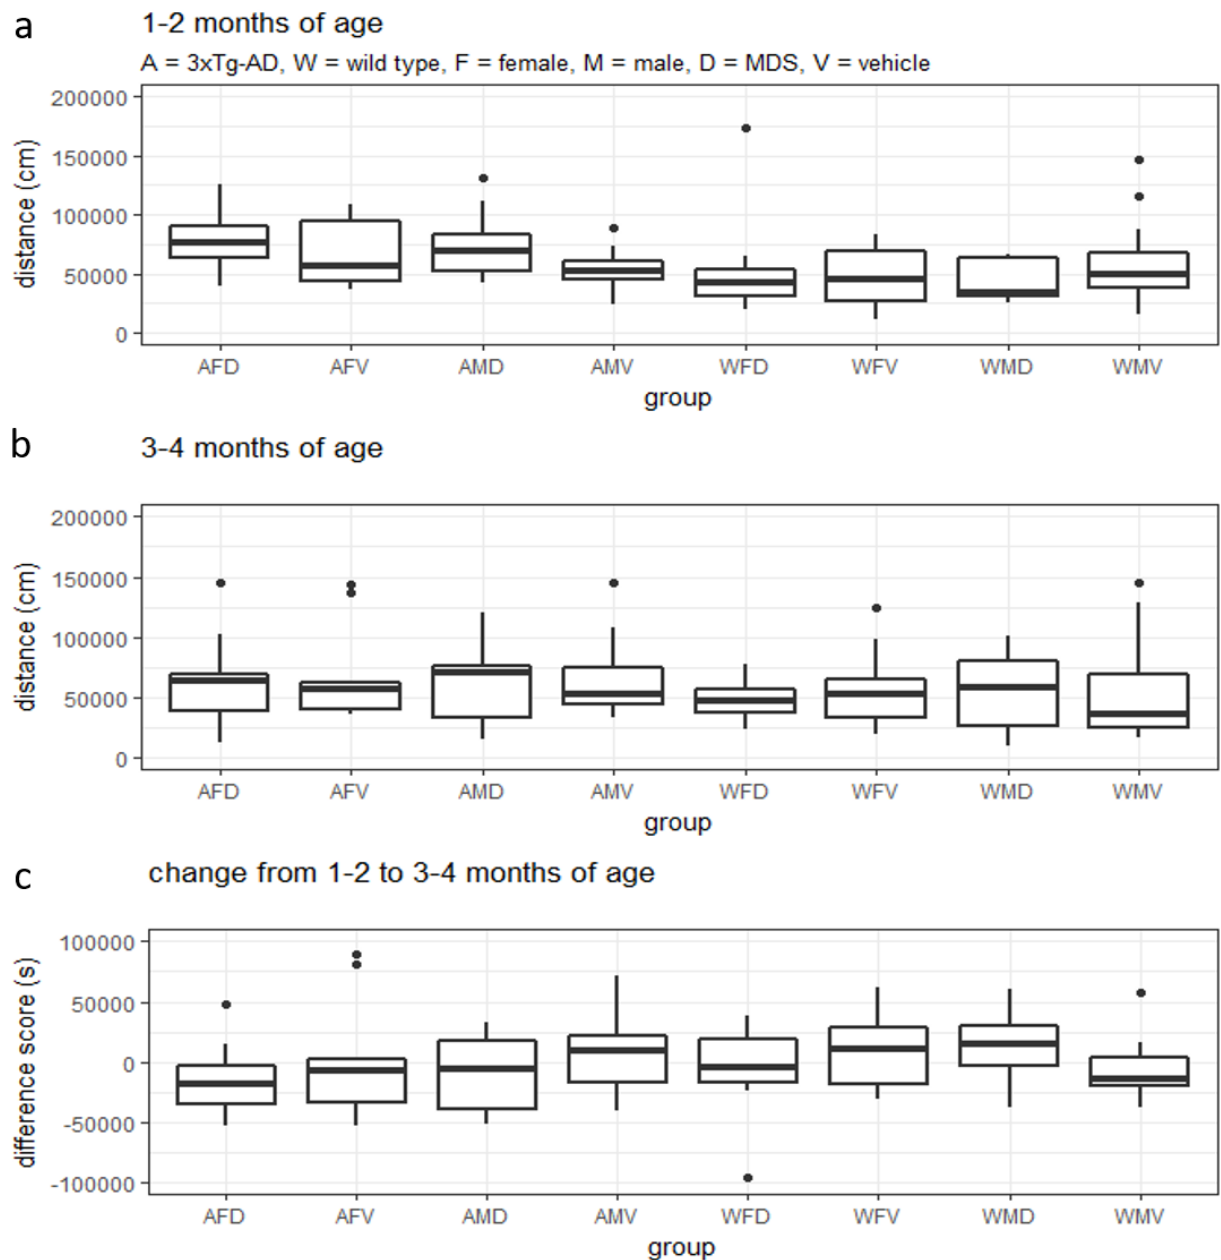 a
1-2 months of age
A = 3xTg-AD, W = wild type, F = female, M = male, D = MDS, V = vehicle
distance (cm)
200000
150000
100000
50000
0
AFD AFV AMD AMV WFD WFV WMD WMV
group
b
3-4 months of age
distance (cm)
200000
150000
100000
50000
0
AFD AFV AMD AMV WFD WFV WMD WMV
group
c
change from 1-2 to 3-4 months of age
difference score (s)
100000
50000
0
-50000
-100000
AFD AFV AMD AMV WFD WFV WMD WMV
group